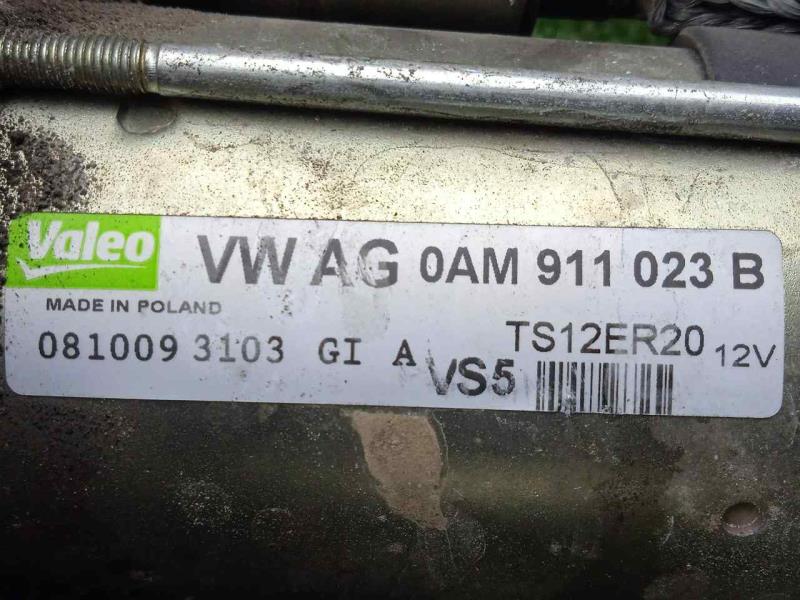 Valeo VW AG 0AM 911 023 B
MADE IN POLAND
TS12ER20 12V
081009 3103 GI A
VS5